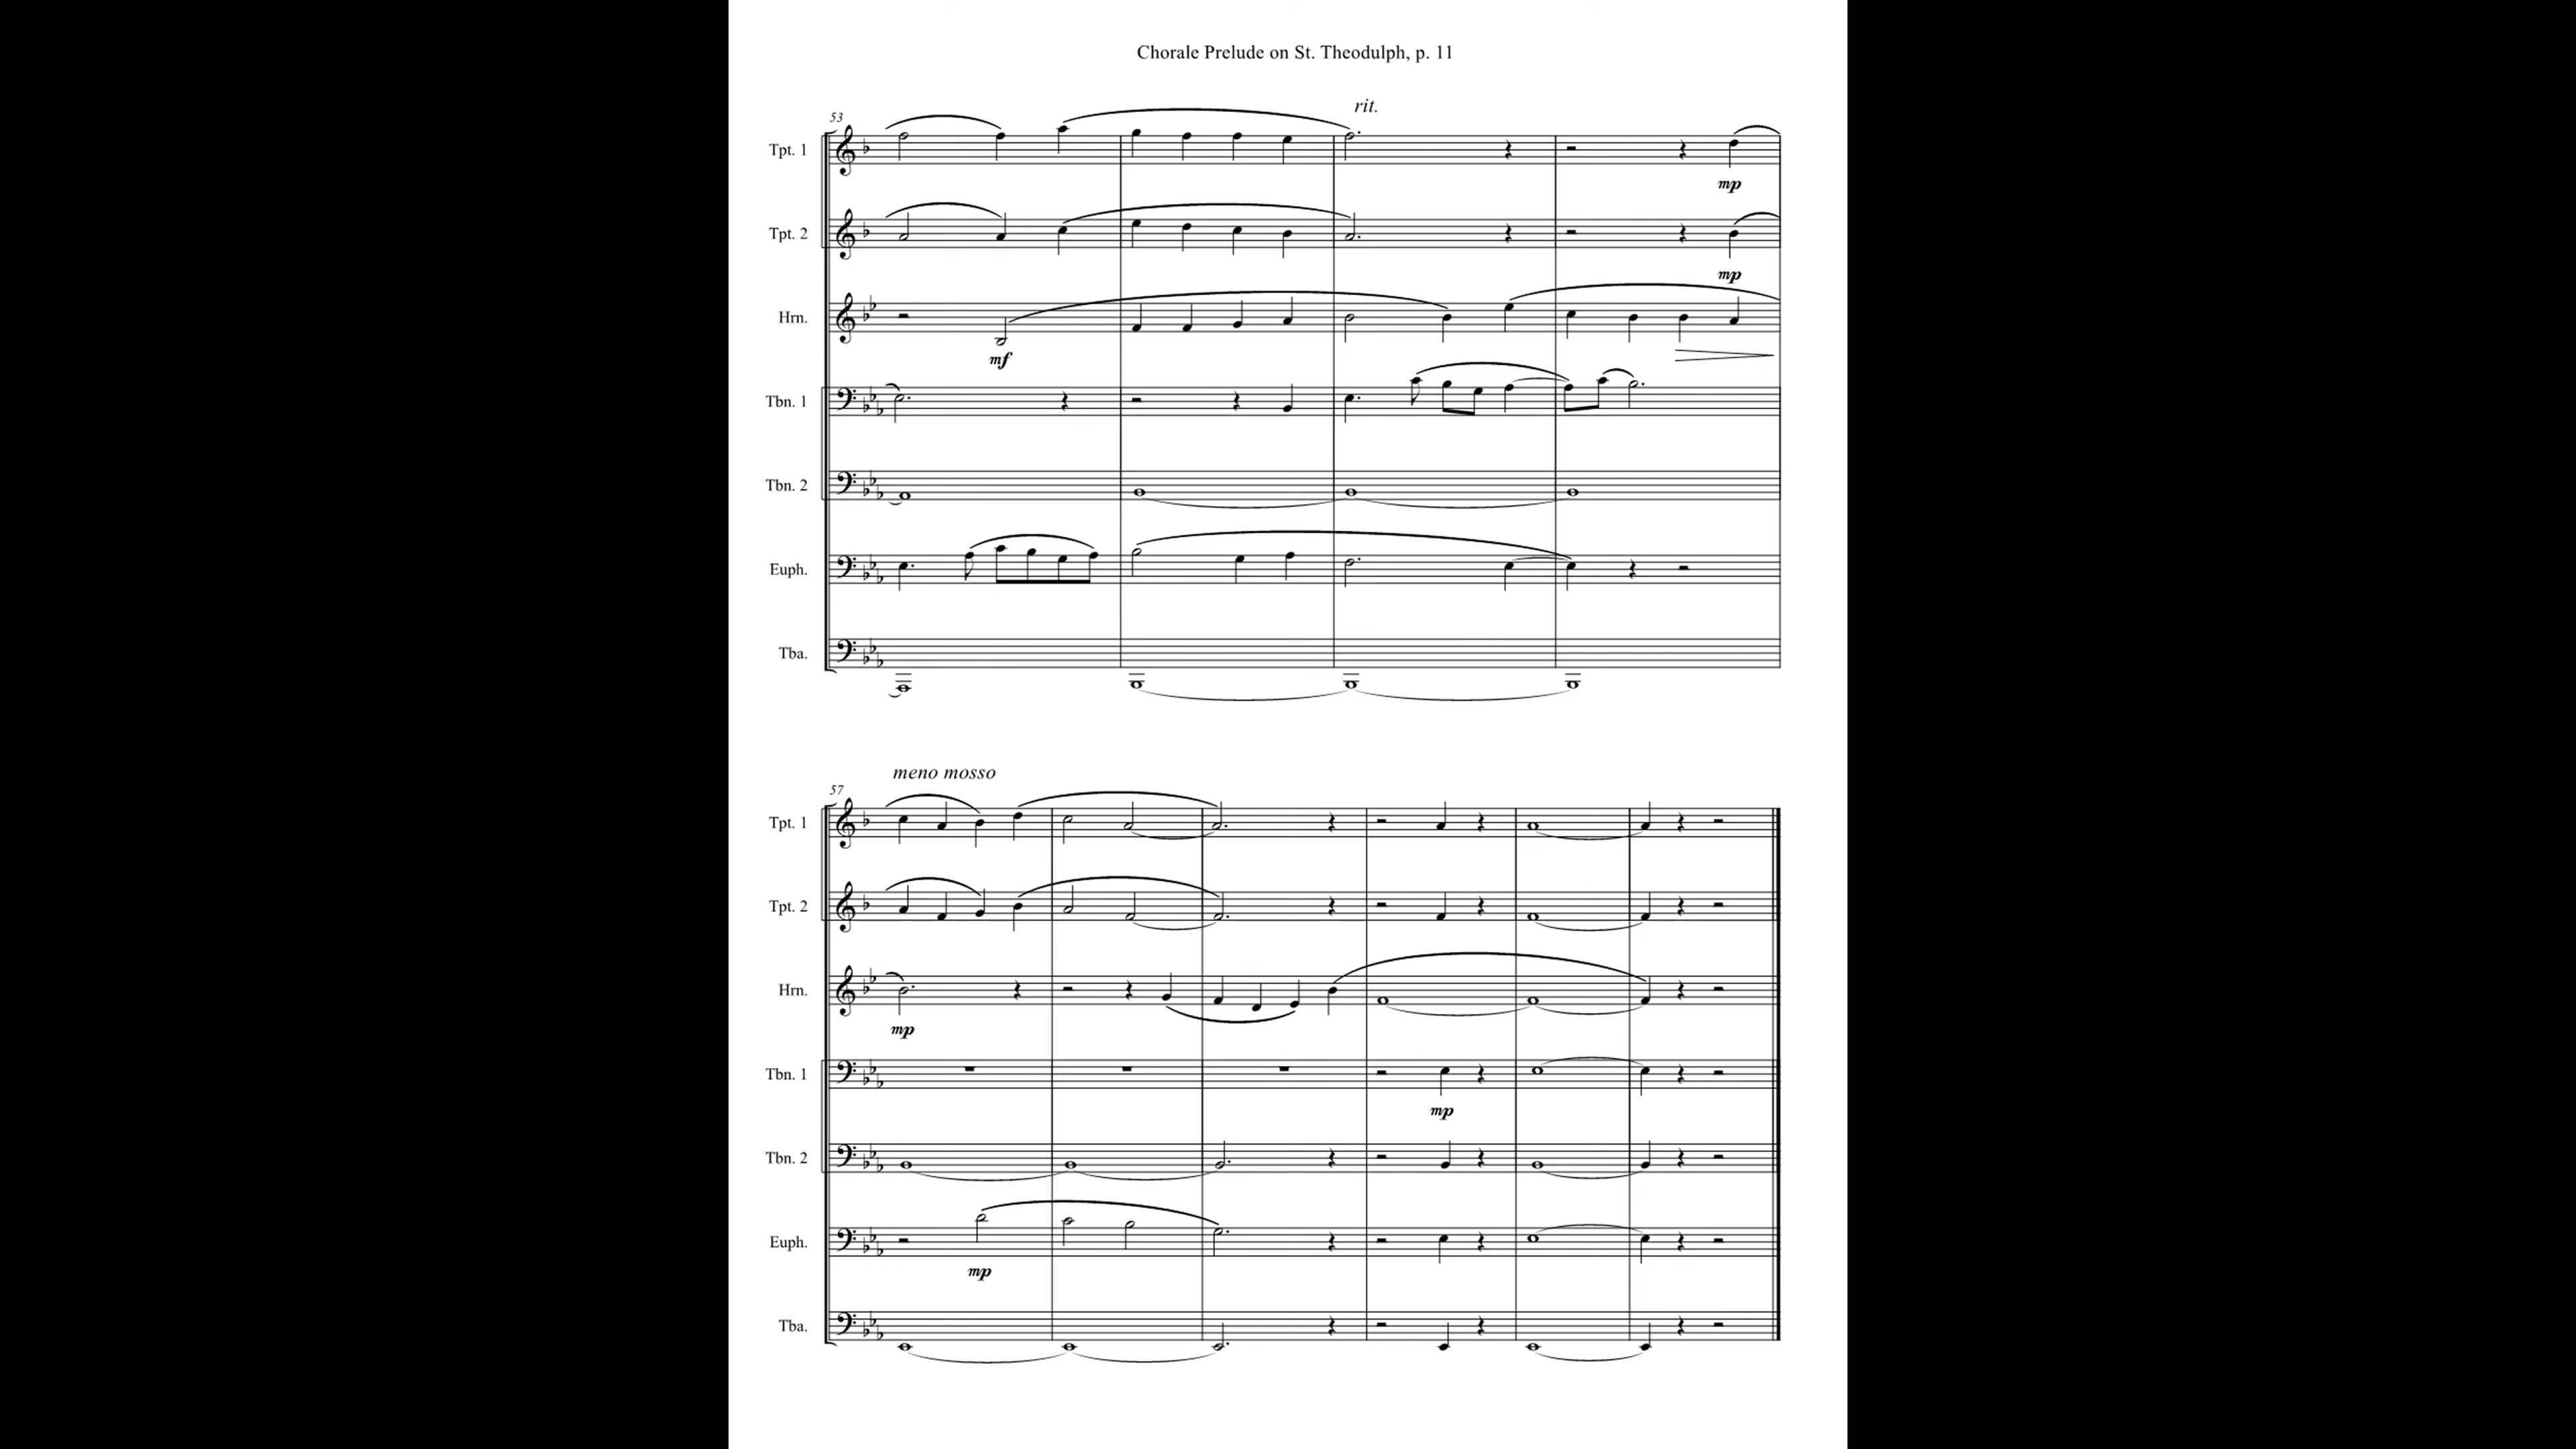 Chorale Prelude on St. Theodulph, p. 11
rit.
53
Tpt. 1
mp
Tpt. 2
mp
Hrn.
mf
Tbn. 1
Tbn. 2
Euph.
Tba.
meno mosso
57
Tpt. 1
Tpt. 2
Hrn.
mp
Tbn. 1
mp
Tbn. 2
Euph.
mp
Tba.